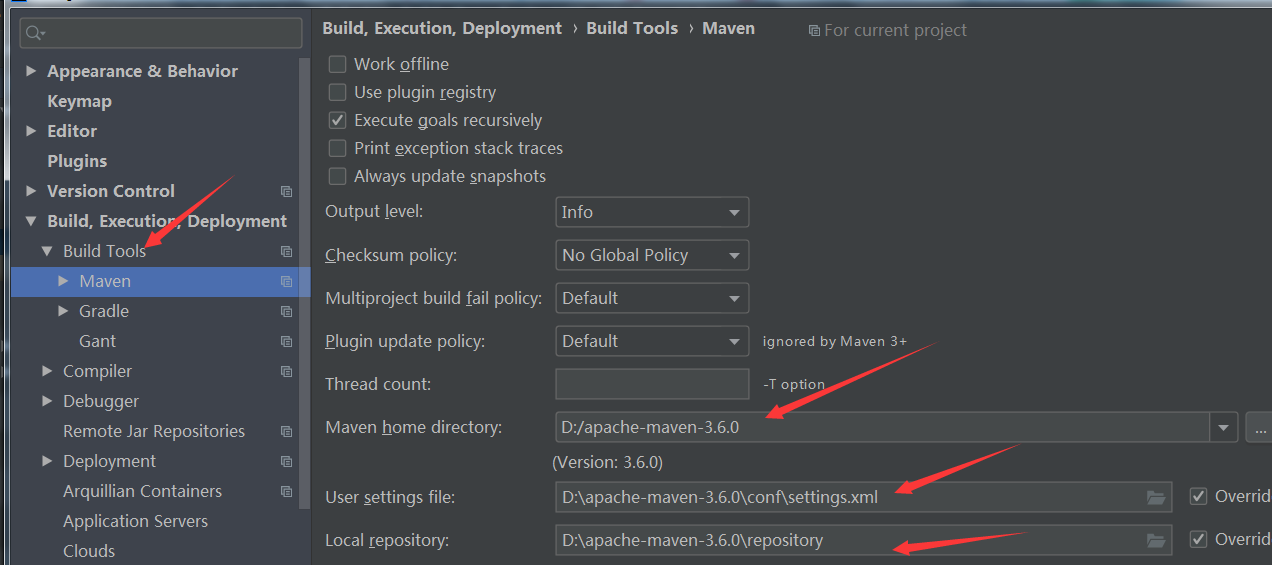 Appearance & Behavior
Keymap
Editor
Plugins
Version Control
Build, Execution, Deployment
Build Tools
Maven
Gradle
Gant
Compiler
Debugger
Remote Jar Repositories
Deployment
Arquillian Containers
Application Servers
Clouds
Build, Execution, Deployment › Build Tools › Maven For current project
Work offline
Use plugin registry
Execute goals recursively
Print exception stack traces
Always update snapshots
Output level: Info
Checksum policy: No Global Policy
Multiproject build fail policy: Default
Plugin update policy: Default ignored by Maven 3+
Thread count: -T option
Maven home directory: D:/apache-maven-3.6.0 ...
(Version: 3.6.0)
User settings file: D:\apache-maven-3.6.0\conf\settings.xml Overrid
Local repository: D:\apache-maven-3.6.0\repository Overrid